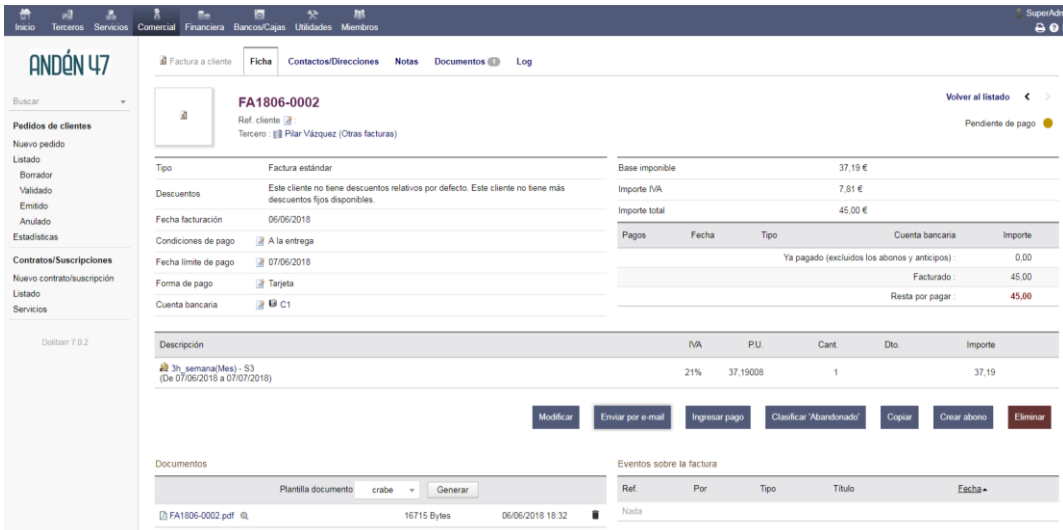 Inicio Terceros Servicios Comercial Financiera Bancos/Cajas Utilidades Miembros
SuperAdm
ANDÉN 47
Buscar
Pedidos de clientes
Nuevo pedido
Listado
Borrador
Validado
Emitido
Anulado
Estadísticas
Contratos/Suscripciones
Nuevo contrato/suscripción
Listado
Servicios
Dolibarr 7.0.2
Factura a cliente Ficha Contactos/Direcciones Notas Documentos 1 Log
FA1806-0002
Ref. cliente :
Tercero : Pilar Vázquez (Otras facturas)
Volver al listado
Pendiente de pago
Tipo Factura estándar
Descuentos Este cliente no tiene descuentos relativos por defecto. Este cliente no tiene más
descuentos fijos disponibles.
Fecha facturación 06/06/2018
Condiciones de pago A la entrega
Fecha límite de pago 07/06/2018
Forma de pago Tarjeta
Cuenta bancaria C1
Base imponible 37,19 €
Importe IVA 7,81 €
Importe total 45,00 €
Pagos Fecha Tipo Cuenta bancaria Importe
Ya pagado (excluidos los abonos y anticipos) : 0,00
Facturado : 45,00
Resta por pagar : 45,00
Descripción IVA P.U. Cant. Dto. Importe
3h_semana(Mes) - S3 21% 37,19008 1 37,19
(De 07/06/2018 a 07/07/2018)
Modificar Enviar por e-mail Ingresar pago Clasificar 'Abandonado' Copiar Crear abono Eliminar
Documentos
Plantilla documento crabe Generar
FA1806-0002.pdf 16715 Bytes 06/06/2018 18:32
Eventos sobre la factura
Ref. Por Tipo Título Fecha
Nada